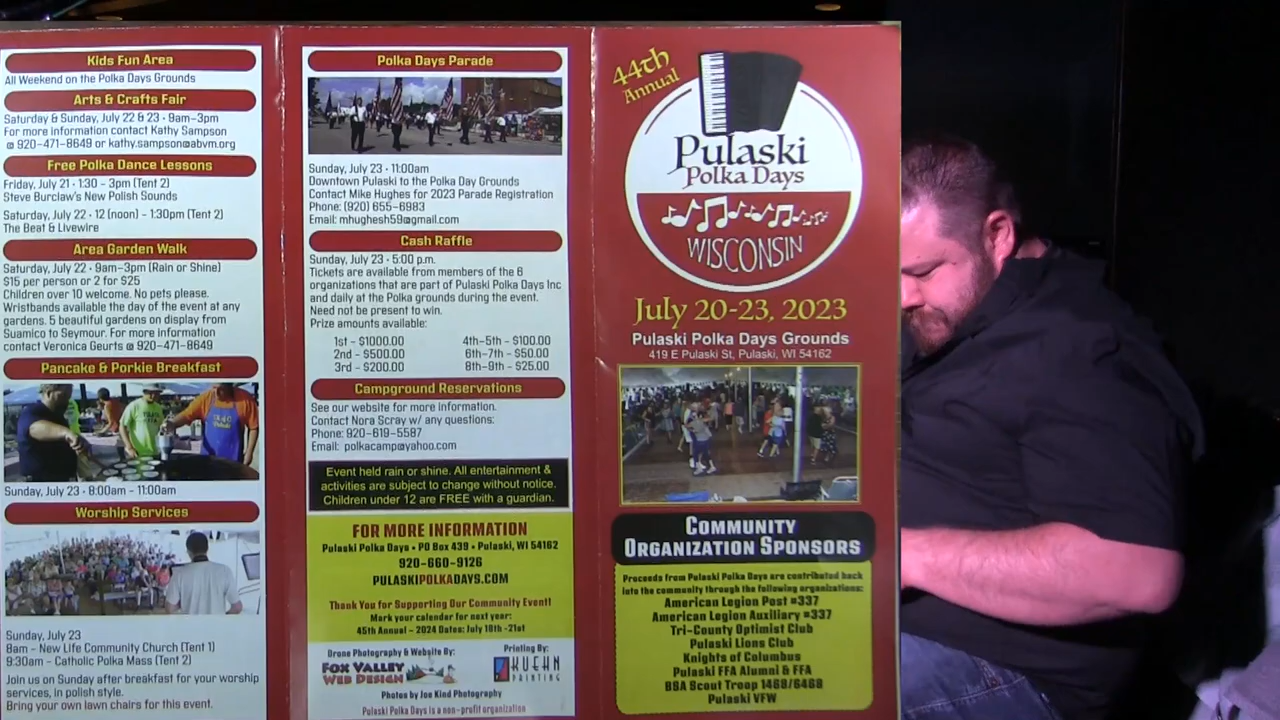 Kids Fun Area
All Weekend on the Polka Days Grounds
Arts & Crafts Fair
Saturday & Sunday, July 22 & 23 • 9am-3pm
For more information contact Kathy Sampson
@ 920-471-8649 or kathy.sampson@abvm.org
Free Polka Dance Lessons
Friday, July 21 • 1:30 - 3pm (Tent 2)
Steve Burclaw's New Polish Sounds
Saturday, July 22 • 12 (noon) - 1:30pm (Tent 2)
The Beat & Livewire
Area Garden Walk
Saturday, July 22 • 9am-3pm (Rain or Shine)
$15 per person or 2 for $25
Children over 10 welcome. No pets please.
Wristbands available the day of the event at any
gardens. 5 beautiful gardens on display from
Suamico to Seymour. For more information
contact Veronica Geurts @ 920-471-8649
Pancake & Porkie Breakfast
Sunday, July 23 - 8:00am - 11:00am
Worship Services
Sunday, July 23
8am - New Life Community Church (Tent 1)
9:30am - Catholic Polka Mass (Tent 2)
Join us on Sunday after breakfast for your worship
services, in polish style.
Bring your own lawn chairs for this event.
Polka Days Parade
Sunday, July 23 • 11:00am
Downtown Pulaski to the Polka Day Grounds
Contact Mike Hughes for 2023 Parade Registration
Phone: (920) 655-6983
Email: mhughesh59@gmail.com
Cash Raffle
Sunday, July 23 • 5:00 p.m.
Tickets are available from members of the 8
organizations that are part of Pulaski Polka Days Inc
and daily at the Polka grounds during the event.
Need not be present to win.
Prize amounts available:
1st - $1000.00 4th-5th - $100.00
2nd - $500.00 6th-7th - $50.00
3rd - $200.00 8th-9th - $25.00
Campground Reservations
See our website for more information.
Contact Nora Scray w/ any questions:
Phone: 920-619-5587
Email: polkacamp@yahoo.com
Event held rain or shine. All entertainment &
activities are subject to change without notice.
Children under 12 are FREE with a guardian.
FOR MORE INFORMATION
Pulaski Polka Days • PO Box 439 • Pulaski, WI 54162
920-660-9126
PULASKIPOLKADAYS.COM
Thank You for Supporting Our Community Event!
Mark your calendar for next year:
45th Annual - 2024 Dates: July 18th -21st
Drone Photography & Website By:
FOX VALLEY
WEB DESIGN
Printing By:
KUEHN
PRINTING
Photos by Joe Kind Photography
Pulaski Polka Days is a non-profit organization
44th
Annual
Pulaski
Polka Days
WISCONSIN
July 20-23, 2023
Pulaski Polka Days Grounds
419 E Pulaski St, Pulaski, WI 54162
COMMUNITY
ORGANIZATION SPONSORS
Proceeds from Pulaski Polka Days are contributed back
into the community through the following organizations:
American Legion Post #337
American Legion Auxiliary #337
Tri-County Optimist Club
Pulaski Lions Club
Knights of Columbus
Pulaski FFA Alumni & FFA
BSA Scout Troop 1468/6468
Pulaski VFW